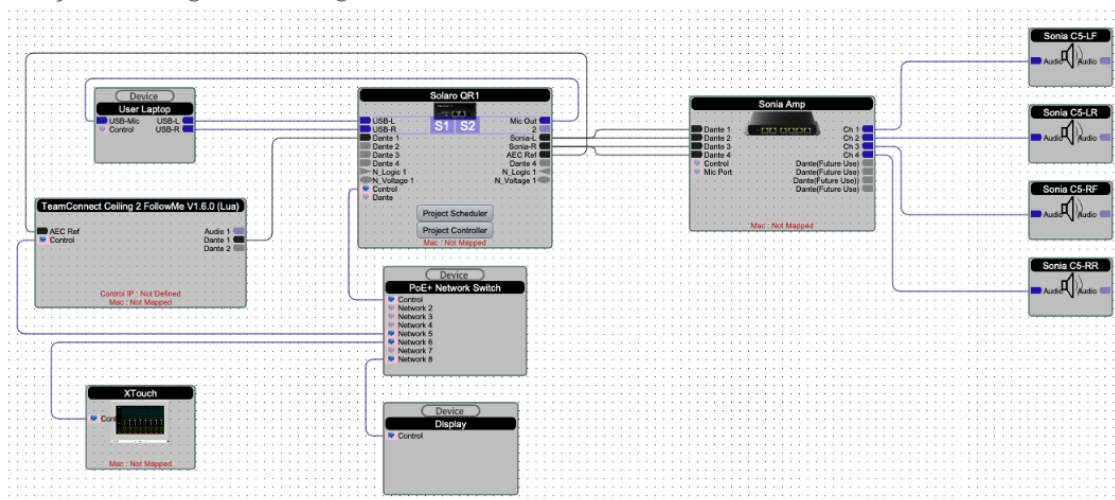 Sonia C5-LF
Audio Audio
Sonia C5-LR
Audio Audio
Sonia C5-RF
Audio Audio
Sonia C5-RR
Audio Audio
Device
User Laptop
USB-Mic USB-L
Control USB-R
Solaro QR1
S1 S2
USB-L Mic Out
USB-R 2
Dante 1 Sonia-L
Dante 2 Sonia-R
Dante 3 AEC Ref
Dante 4 Dante 4
N_Logic 1 N_Logic 1
N_Voltage 1 N_Voltage 1
Control
Dante
Project Scheduler
Project Controller
Mac : Not Mapped
Sonia Amp
Dante 1 Ch 1
Dante 2 Ch 2
Dante 3 Ch 3
Dante 4 Ch 4
Control Dante(Future Use)
Mic Port Dante(Future Use)
Dante(Future Use))
Dante(Future Use)
Mac : Not Mapped
TeamConnect Ceiling 2 FollowMe V1.6.0 (Lua)
AEC Ref Audio 1
Control Dante 1
Dante 2
Control IP : Not Defined
Mac : Not Mapped
Device
PoE+ Network Switch
Control
Network 2
Network 3
Network 4
Network 5
Network 6
Network 7
Network 8
XTouch
Mac : Not Mapped
Device
Display
Control